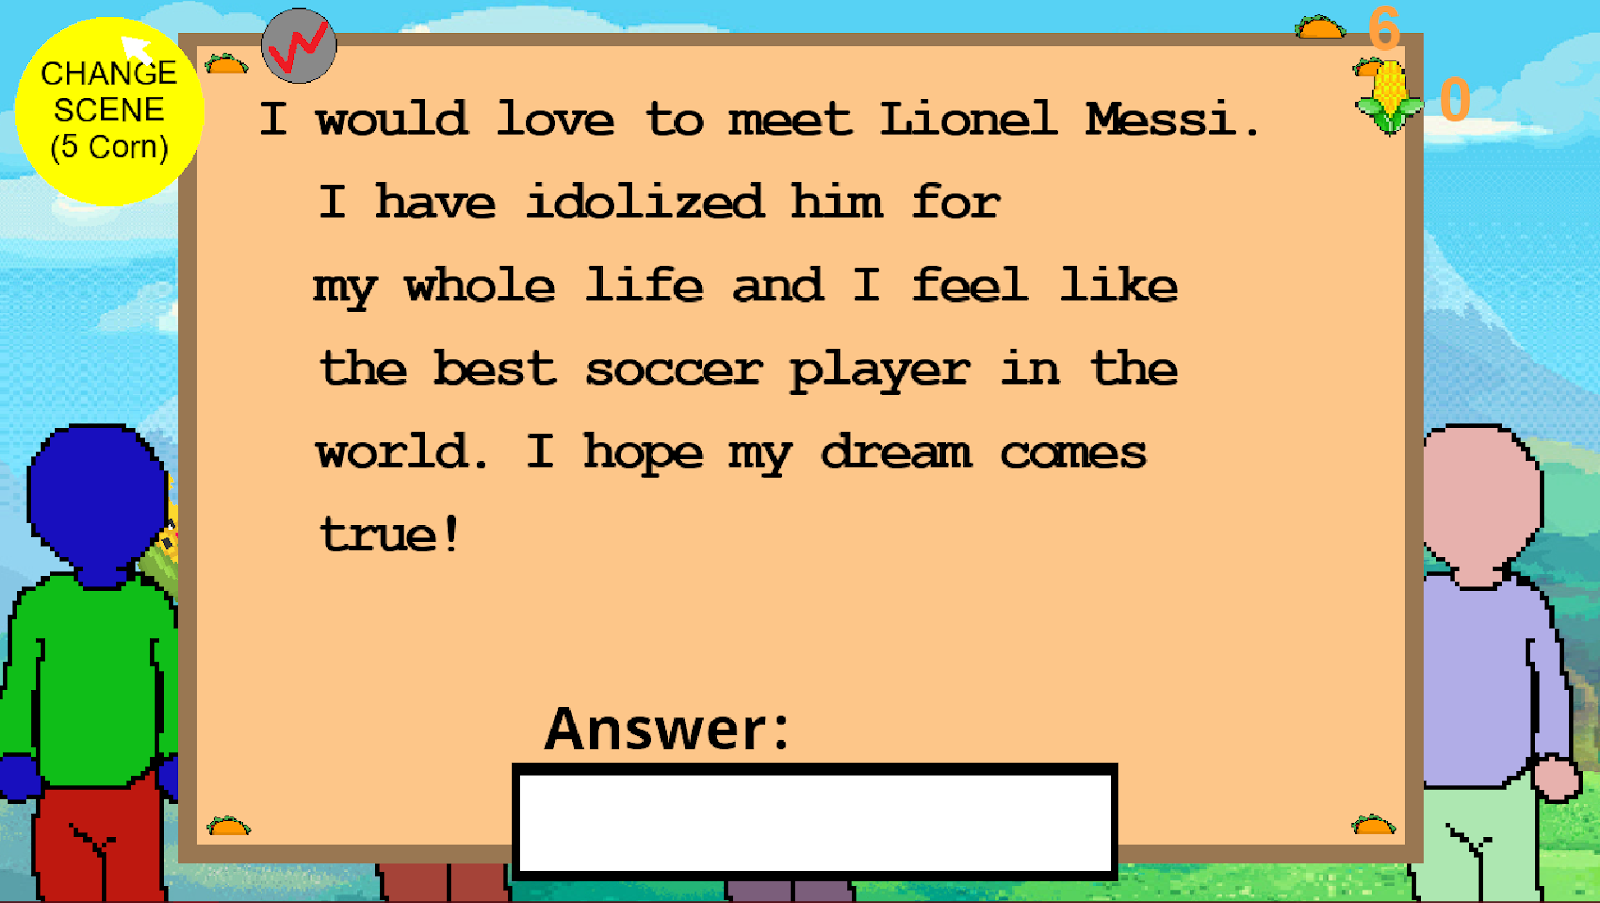 CHANGE
SCENE
(5 Corn)
6
0
I would love to meet Lionel Messi.
I have idolized him for
my whole life and I feel like
the best soccer player in the
world. I hope my dream comes
true!
Answer: